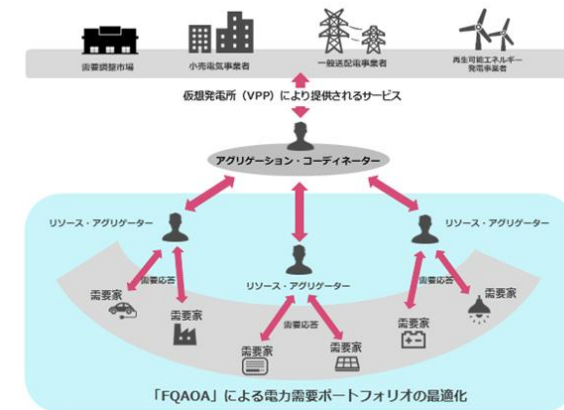 需要調整市場
小売電気事業者
一般送配電事業者
再生可能エネルギー
発電事業者
仮想発電所（VPP）により提供されるサービス
アグリゲーション・コーディネーター
リソース・アグリゲーター
リソース・アグリゲーター
リソース・アグリゲーター
需要家
需要応答
需要家
需要家
需要応答
需要家
需要家
需要応答
需要家
「FQAOA」による電力需要ポートフォリオの最適化